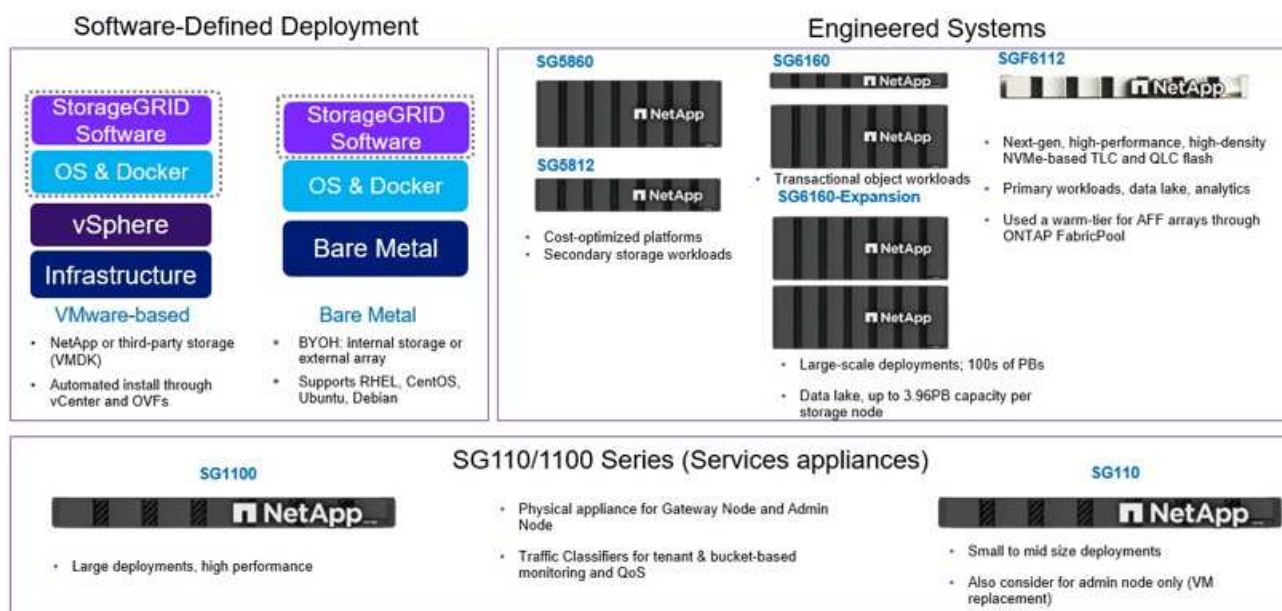 Software-Defined Deployment
StorageGRID
Software
OS & Docker
vSphere
Infrastructure
VMware-based
• NetApp or third-party storage
(VMDK)
• Automated install through
vCenter and OVFs
StorageGRID
Software
OS & Docker
Bare Metal
Bare Metal
• BYOH: internal storage or
external array
• Supports RHEL, CentOS,
Ubuntu, Debian
Engineered Systems
SG5860
NetApp
SG5812
NetApp
• Cost-optimized platforms
• Secondary storage workloads
SG6160
NetApp
NetApp
• Transactional object workloads
SG6160-Expansion
NetApp
NetApp
• Large-scale deployments; 100s of PBs
• Data lake, up to 3.96PB capacity per
storage node
SGF6112
NetApp
• Next-gen, high-performance, high-density
NVMe-based TLC and QLC flash
• Primary workloads, data lake, analytics
• Used a warm-tier for AFF arrays through
ONTAP FabricPool
SG110/1100 Series (Services appliances)
SG1100
NetApp
• Large deployments, high performance
• Physical appliance for Gateway Node and Admin
Node
• Traffic Classifiers for tenant & bucket-based
monitoring and QoS
SG110
NetApp
• Small to mid size deployments
• Also consider for admin node only (VM
replacement)